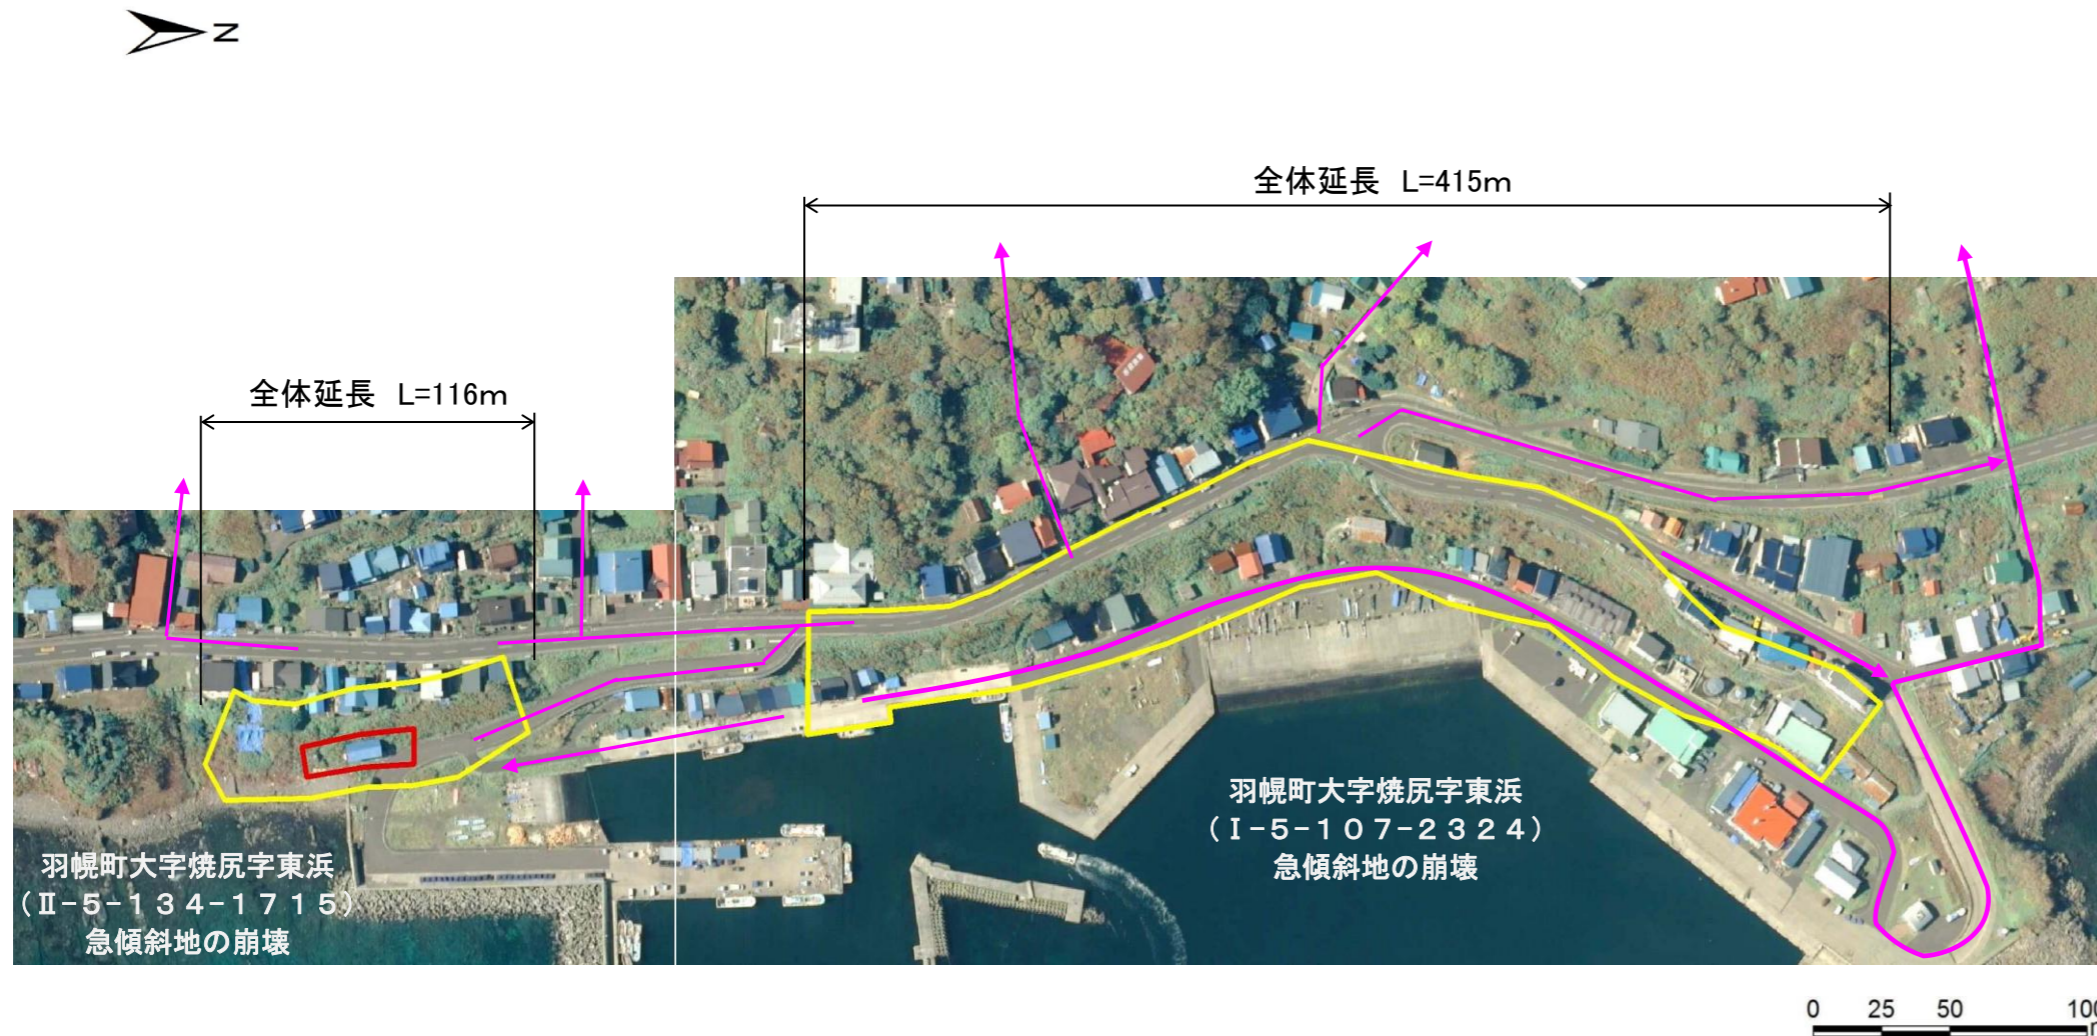 N
全体延長 L=415m
全体延長 L=116m
羽幌町大字焼尻字東浜
（Ⅰ-５-１０７-２３２４）
急傾斜地の崩壊
羽幌町大字焼尻字東浜
（Ⅱ-５-１３４-１７１５）
急傾斜地の崩壊
0 25 50